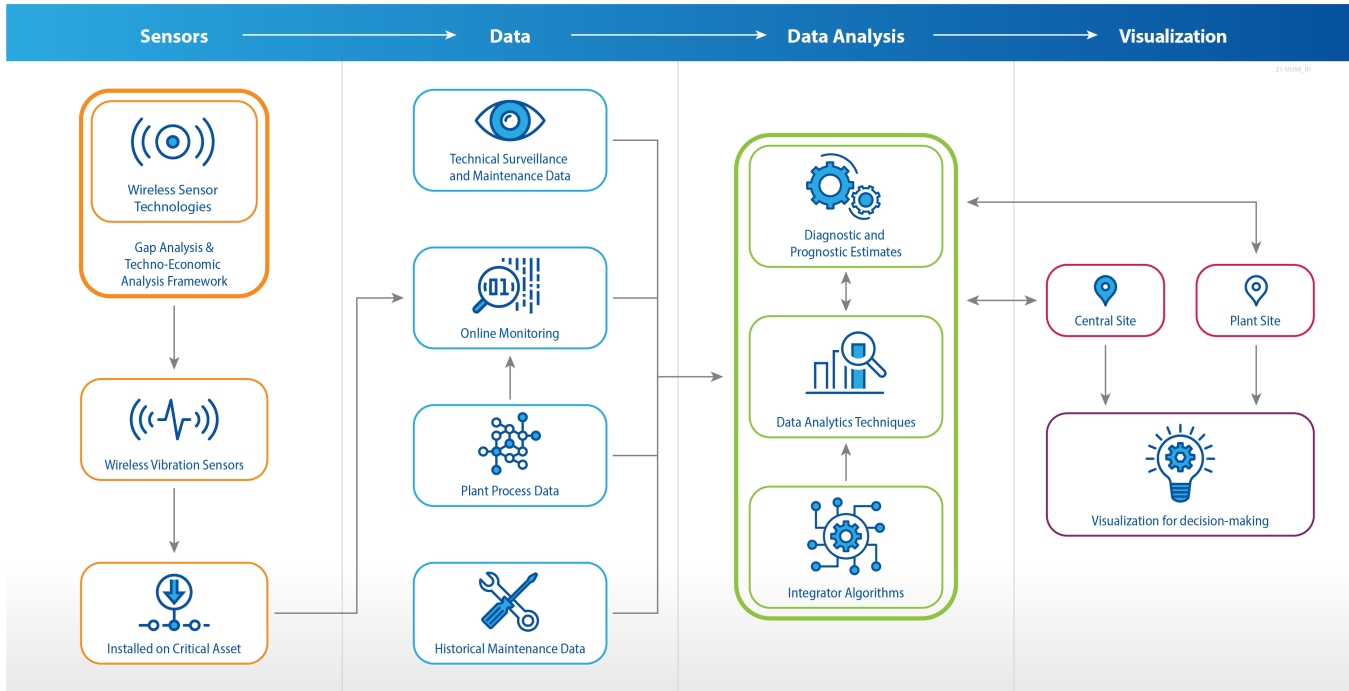 Sensors
Data
Data Analysis
Visualization
Wireless Sensor
Technologies
Gap Analysis &
Techno-Economic
Analysis Framework
Wireless Vibration Sensors
Installed on Critical Asset
Technical Surveillance
and Maintenance Data
01
Online Monitoring
Plant Process Data
Historical Maintenance Data
Diagnostic and
Prognostic Estimates
Data Analytics Techniques
Integrator Algorithms
Central Site
Plant Site
Visualization for decision-making